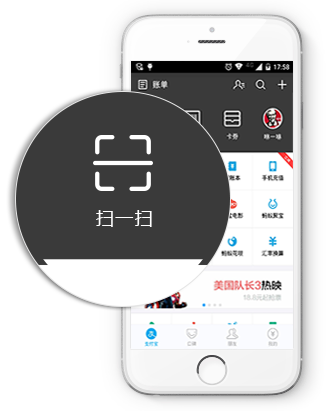 4G 17:58
账单
扫一扫
卡券
咻一咻
账本
手机充值
电影
蚂蚁聚宝
蚂蚁花呗
汇率换算
美国队长3热映
18.8元起抢票
支付宝
口碑
朋友
我的